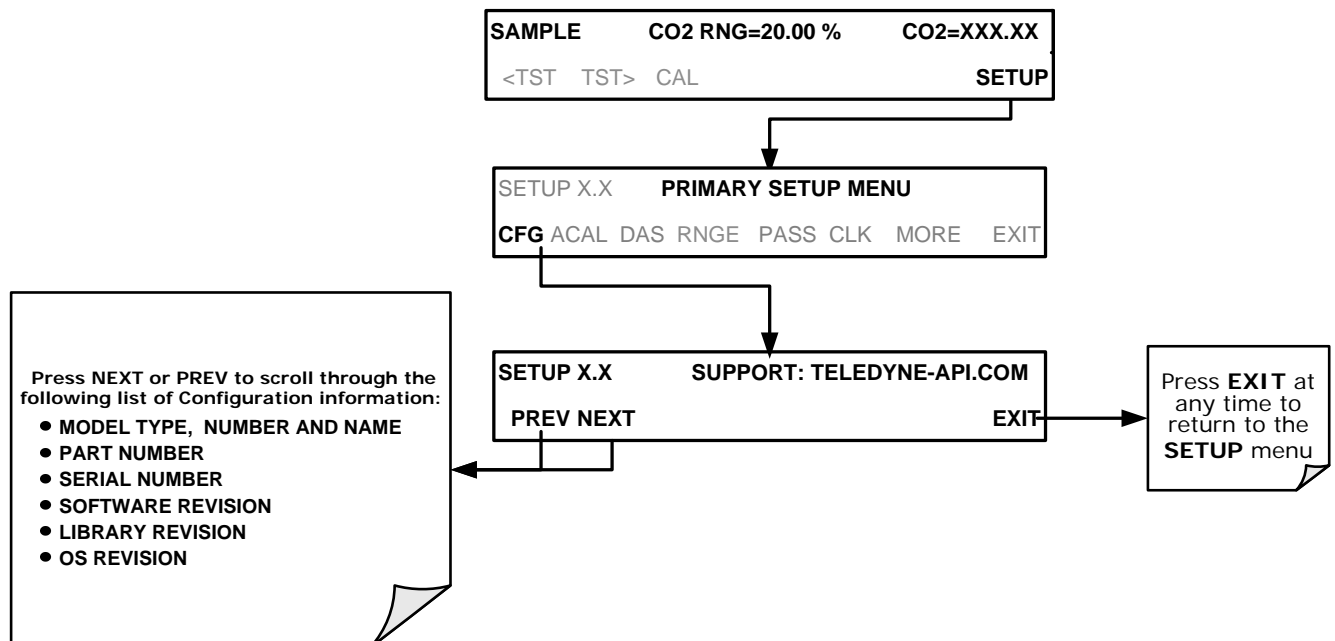 SAMPLE CO2 RNG=20.00 % CO2=XXX.XX
<TST TST> CAL SETUP
SETUP X.X PRIMARY SETUP MENU
CFG ACAL DAS RNGE PASS CLK MORE EXIT
SETUP X.X SUPPORT: TELEDYNE-API.COM
PREV NEXT EXIT
Press NEXT or PREV to scroll through the
following list of Configuration information:
● MODEL TYPE, NUMBER AND NAME
● PART NUMBER
● SERIAL NUMBER
● SOFTWARE REVISION
● LIBRARY REVISION
● OS REVISION
Press EXIT at
any time to
return to the
SETUP menu